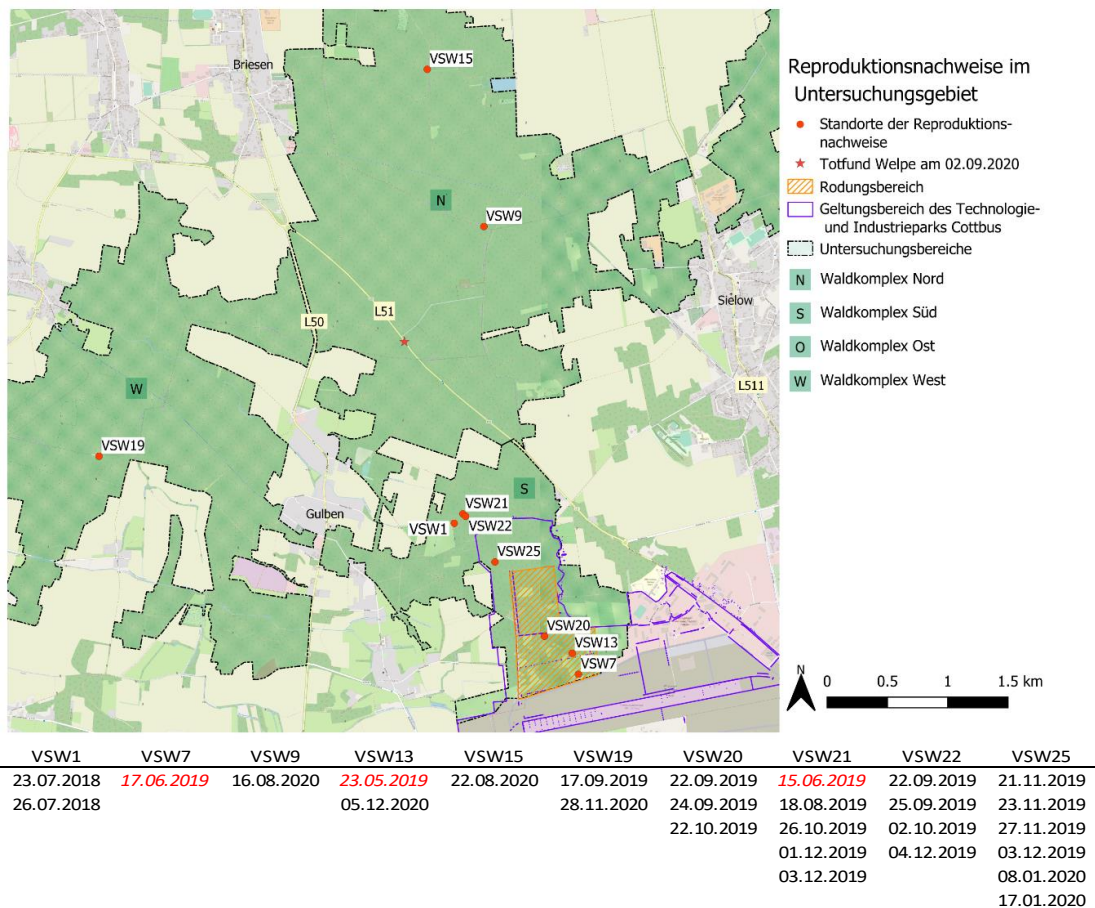 VSW15
Briesen
N
VSW9
L51
L50
Sielow
L511
W
VSW19
S
VSW21
Gulben
VSW1
VSW22
VSW25
VSW20
VSW13
VSW7
Reproduktionsnachweise im
Untersuchungsgebiet
Standorte der Reproduktions-
nachweise
Totfund Welpe am 02.09.2020
Rodungsbereich
Geltungsbereich des Technologie-
und Industrieparks Cottbus
Untersuchungsbereiche
N Waldkomplex Nord
S Waldkomplex Süd
O Waldkomplex Ost
W Waldkomplex West
N
0 0.5 1 1.5 km
VSW1 VSW7 VSW9 VSW13 VSW15 VSW19 VSW20 VSW21 VSW22 VSW25
23.07.2018 17.06.2019 16.08.2020 23.05.2019 22.08.2020 17.09.2019 22.09.2019 15.06.2019 22.09.2019 21.11.2019
26.07.2018 05.12.2020 28.11.2020 24.09.2019 18.08.2019 25.09.2019 23.11.2019
22.10.2019 26.10.2019 02.10.2019 27.11.2019
01.12.2019 04.12.2019 03.12.2019
03.12.2019 08.01.2020
17.01.2020